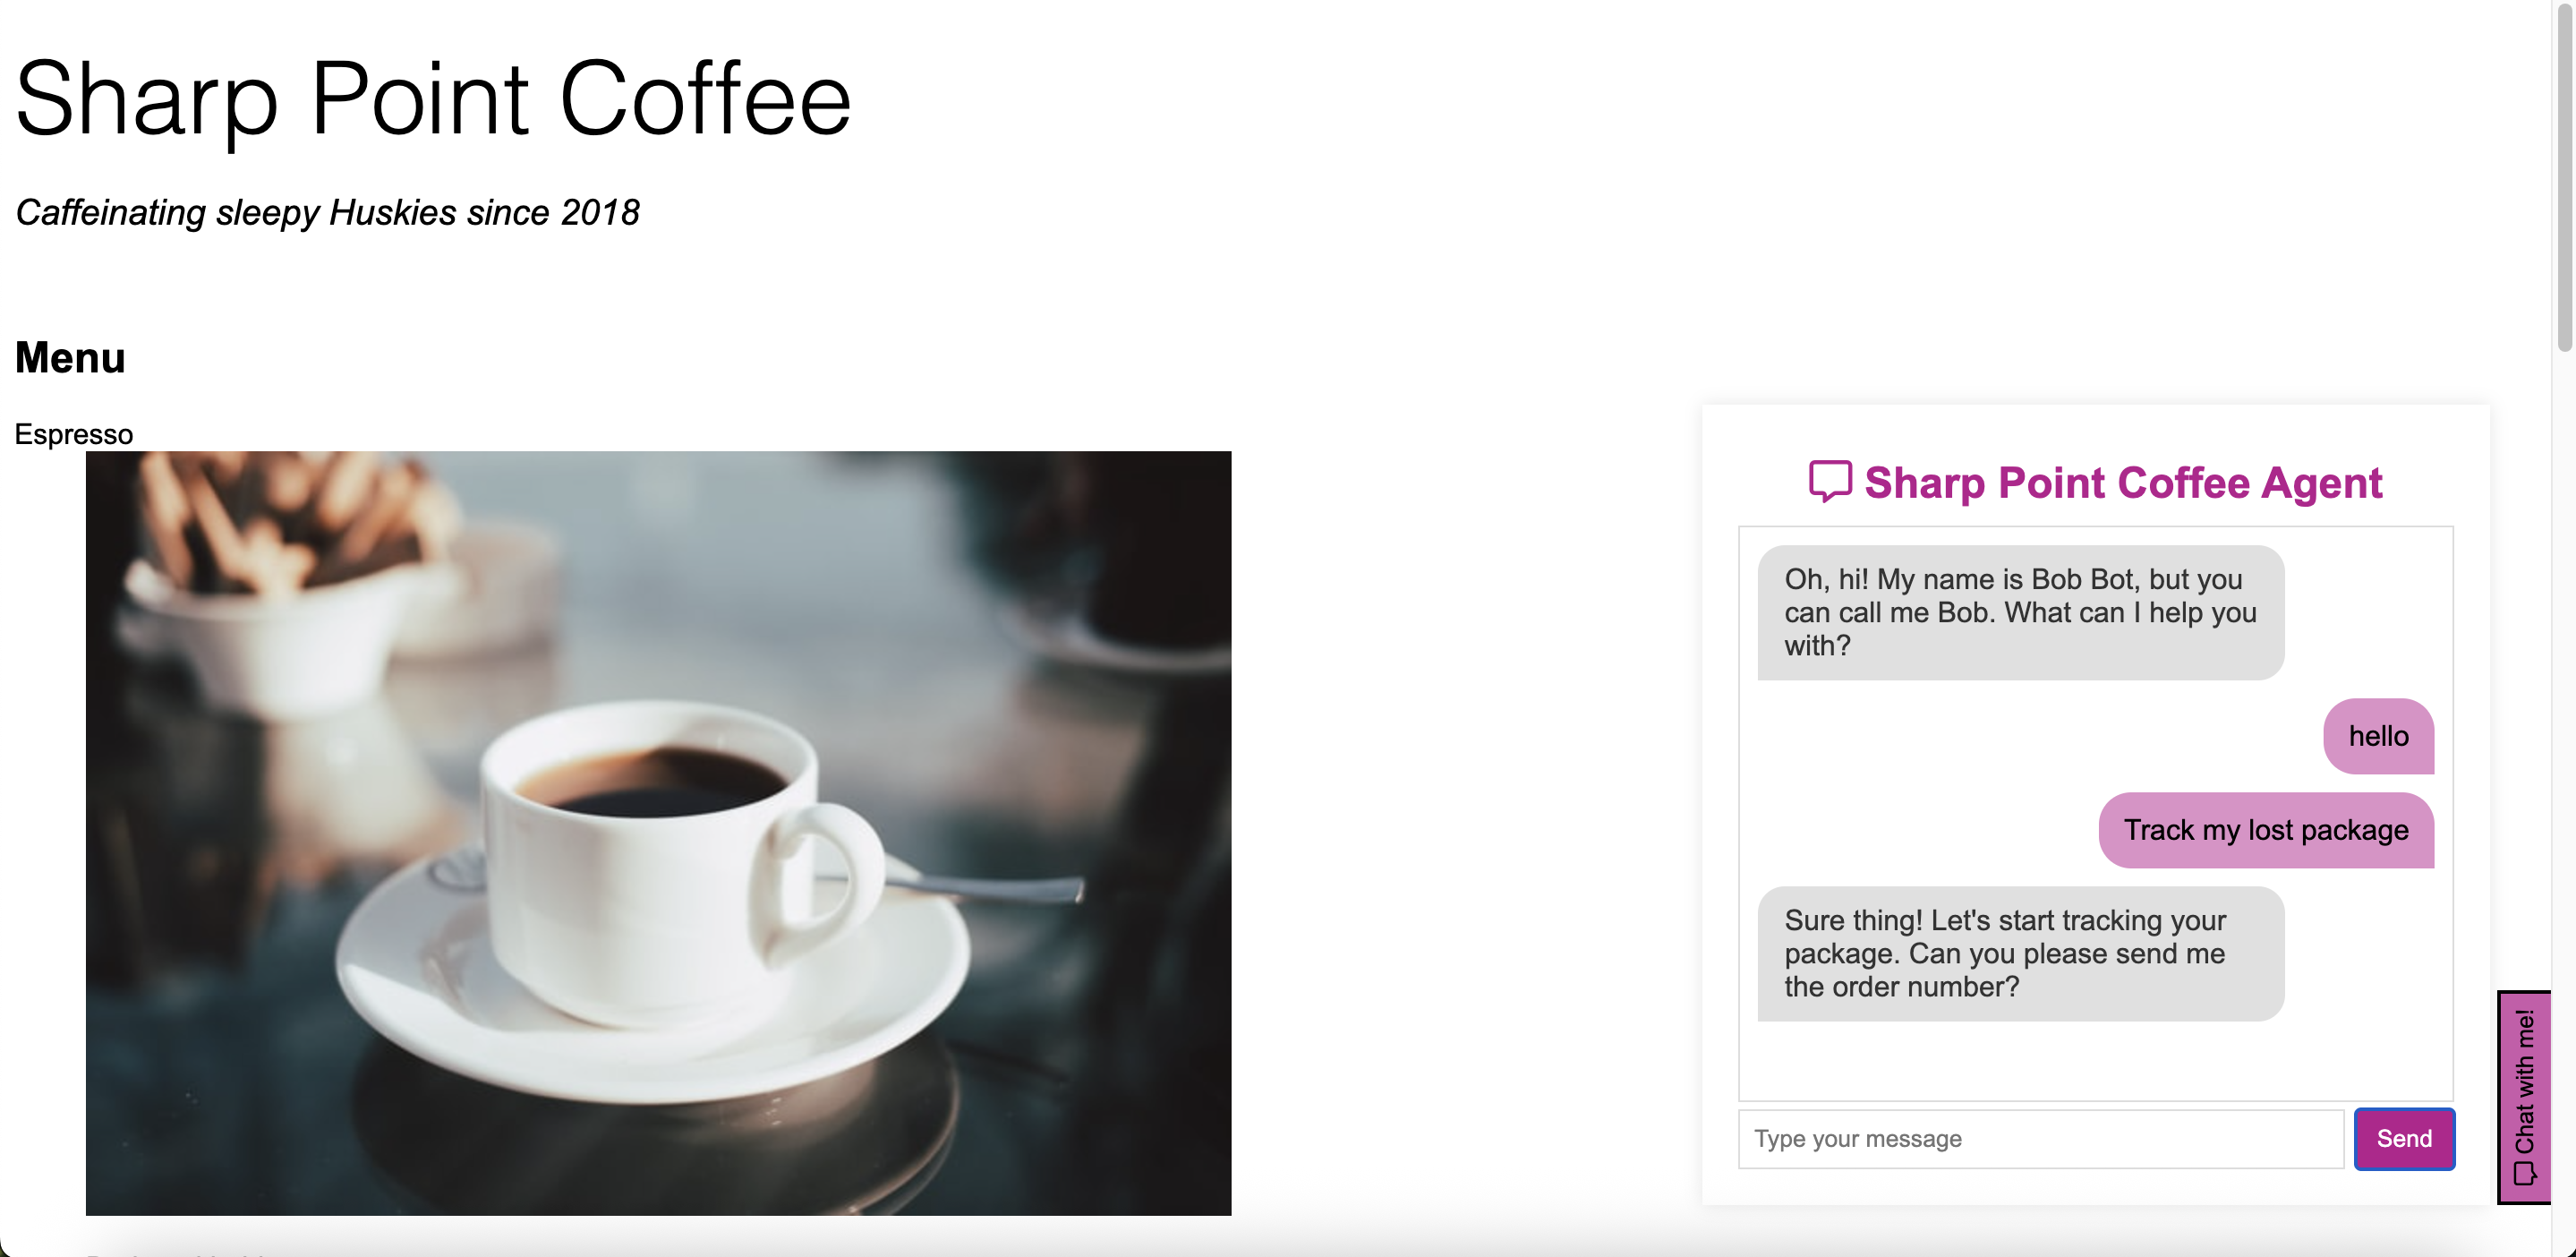 Sharp Point Coffee
Caffeinating sleepy Huskies since 2018
Menu
Espresso
Sharp Point Coffee Agent
Oh, hi! My name is Bob Bot, but you
can call me Bob. What can I help you
with?
hello
Track my lost package
Sure thing! Let's start tracking your
package. Can you please send me
the order number?
Type your message
Send
Chat with me!